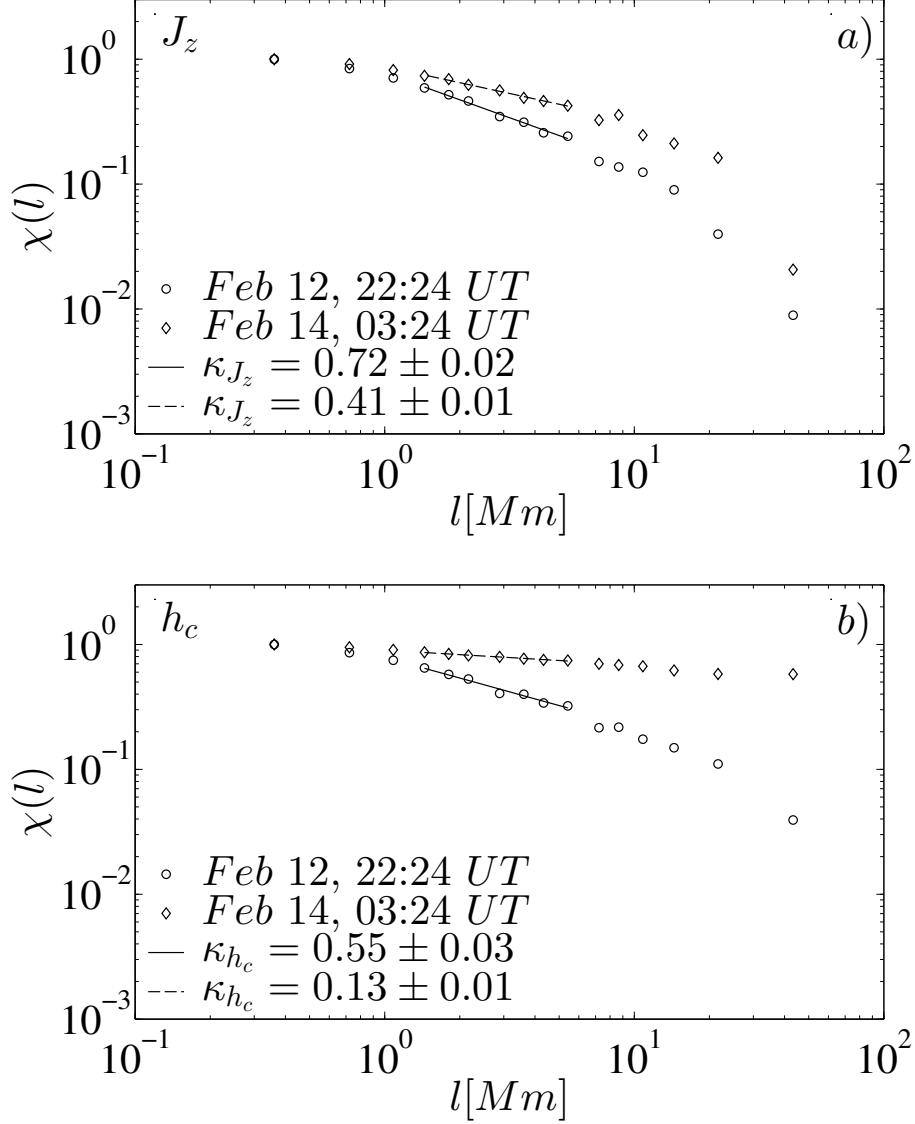 J_z
a)
10^0
10^{-1}
10^{-2}
10^{-3}
χ(l)
Feb 12, 22:24 UT
Feb 14, 03:24 UT
κ_{J_z} = 0.72 ± 0.02
κ_{J_z} = 0.41 ± 0.01
10^{-1}
10^0
10^1
10^2
l[Mm]
h_c
b)
10^0
10^{-1}
10^{-2}
10^{-3}
χ(l)
Feb 12, 22:24 UT
Feb 14, 03:24 UT
κ_{h_c} = 0.55 ± 0.03
κ_{h_c} = 0.13 ± 0.01
10^{-1}
10^0
10^1
10^2
l[Mm]